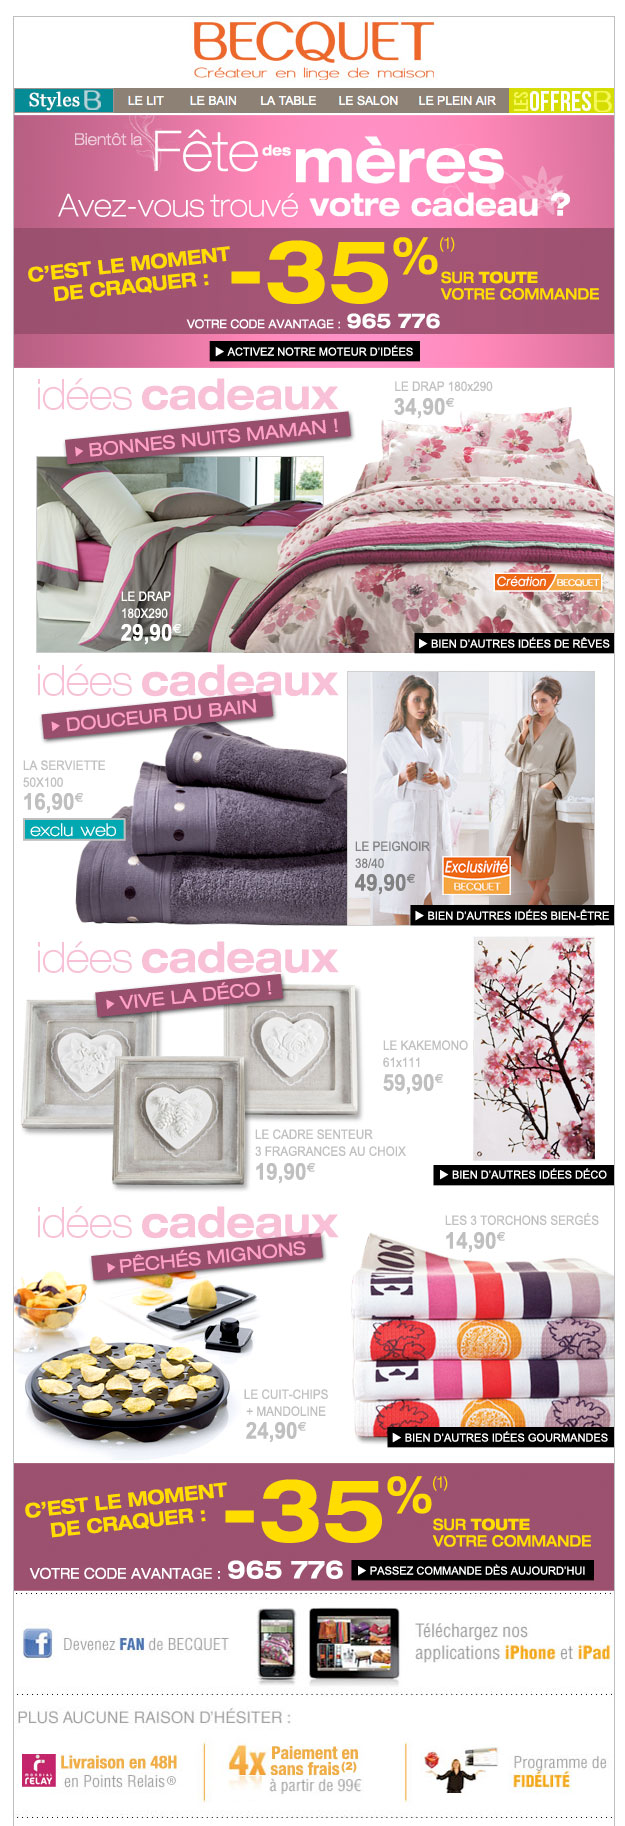 BECQUET
Créateur en linge de maison
Styles B LE LIT LE BAIN LA TABLE LE SALON LE PLEIN AIR LES OFFRES B
Bientôt la Fête des mères
Avez-vous trouvé votre cadeau ?
C'EST LE MOMENT
DE CRAQUER :
-35%(1)
SUR TOUTE
VOTRE COMMANDE
VOTRE CODE AVANTAGE : 965 776
ACTIVEZ NOTRE MOTEUR D'IDÉES
idées cadeaux
BONNES NUITS MAMAN !
LE DRAP 180x290
34,90€
LE DRAP
180X290
29,90€
Création BECQUET
BIEN D'AUTRES IDÉES DE RÊVES
idées cadeaux
DOUCEUR DU BAIN
LA SERVIETTE
50X100
16,90€
exclu web
LE PEIGNOIR
38/40
49,90€
Exclusivité
BECQUET
BIEN D'AUTRES IDÉES BIEN-ÊTRE
idées cadeaux
VIVE LA DÉCO !
LE KAKEMONO
61x111
59,90€
LE CADRE SENTEUR
3 FRAGRANCES AU CHOIX
19,90€
BIEN D'AUTRES IDÉES DÉCO
idées cadeaux
PÊCHÉS MIGNONS
LES 3 TORCHONS SERGÉS
14,90€
LE CUIT-CHIPS
+ MANDOLINE
24,90€
BIEN D'AUTRES IDÉES GOURMANDES
C'EST LE MOMENT
DE CRAQUER :
-35%(1)
SUR TOUTE
VOTRE COMMANDE
VOTRE CODE AVANTAGE : 965 776
PASSEZ COMMANDE DÈS AUJOURD'HUI
Devenez FAN de BECQUET
Téléchargez nos
applications iPhone et iPad
PLUS AUCUNE RAISON D'HÉSITER :
MONDIAL
RELAY
Livraison en 48H
en Points Relais®
4x
Paiement en
sans frais(2)
à partir de 99€
Programme de
FIDÉLITÉ